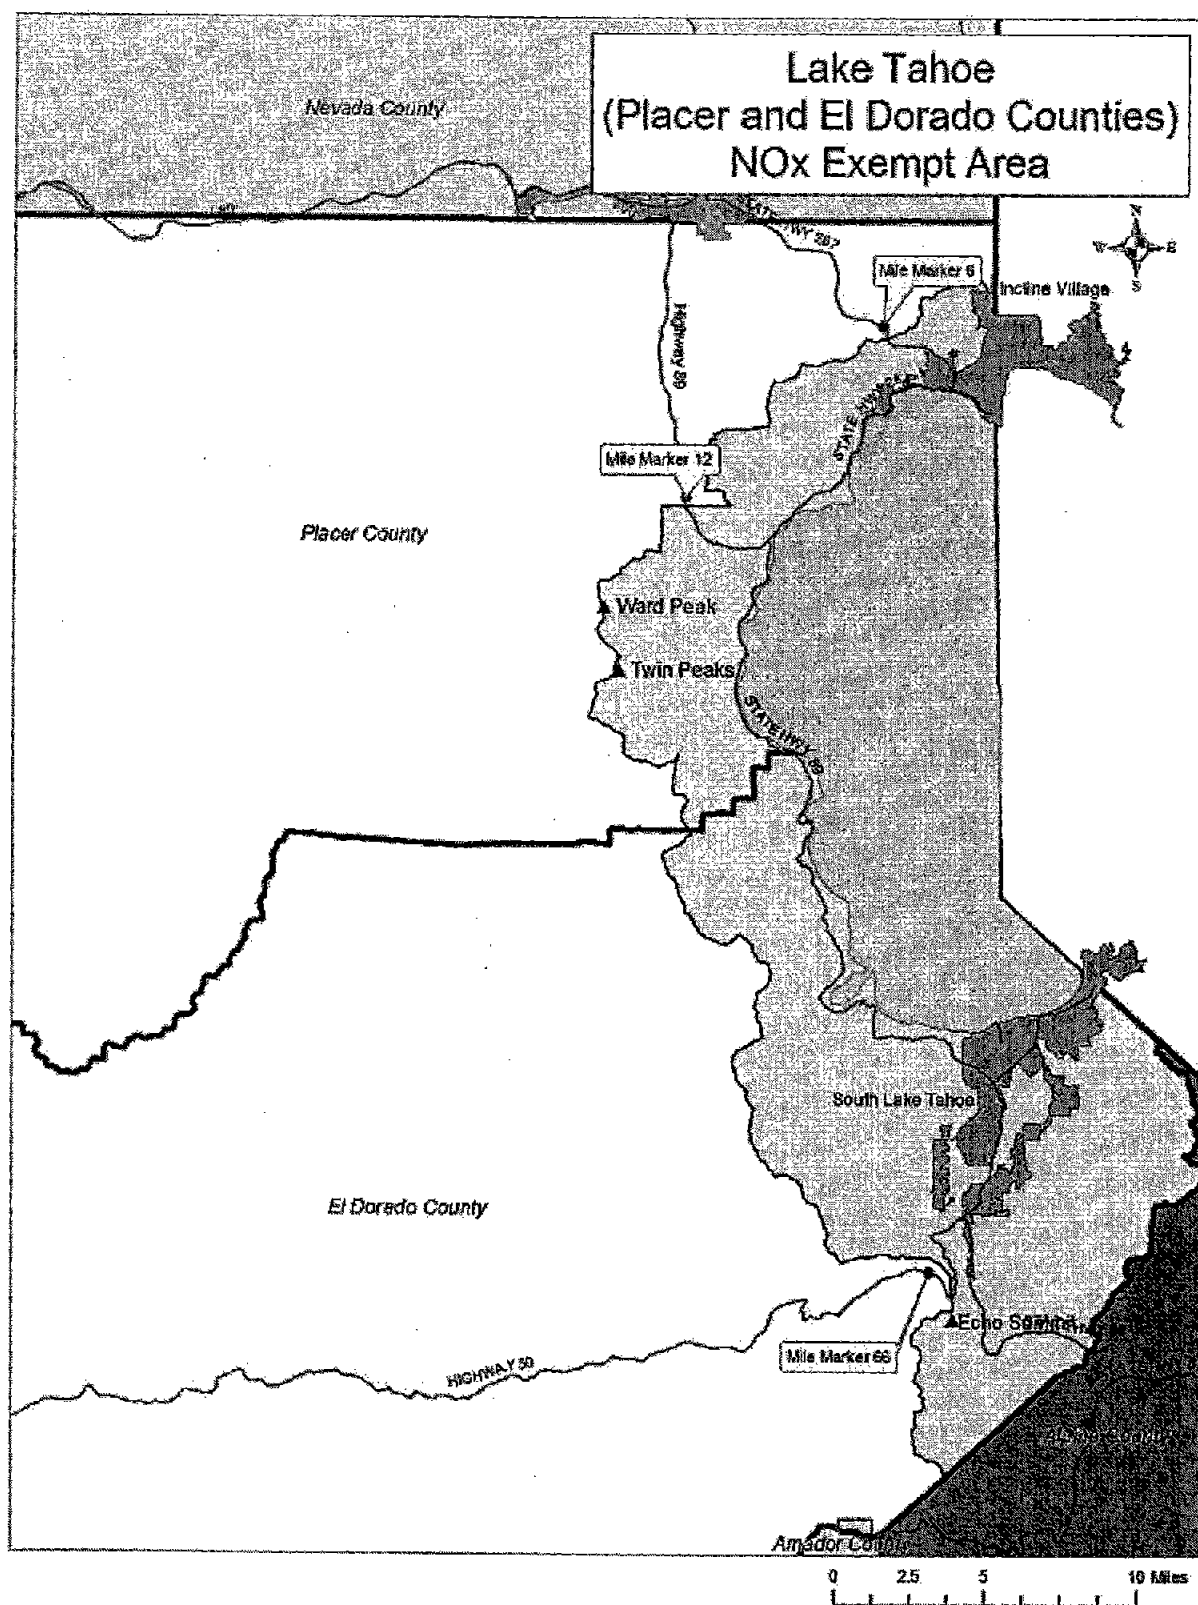 Lake Tahoe
(Placer and El Dorado Counties)
NOx Exempt Area
Nevada County
N
W E
S
Mile Marker 6
Incline Village
Highway 89
Mile Marker 12
Placer County
Ward Peak
Twin Peaks
STATE HWY 89
South Lake Tahoe
El Dorado County
Echo Summit
Mile Marker 66
HIGHWAY 50
Amador County
0 2.5 5 10 Miles